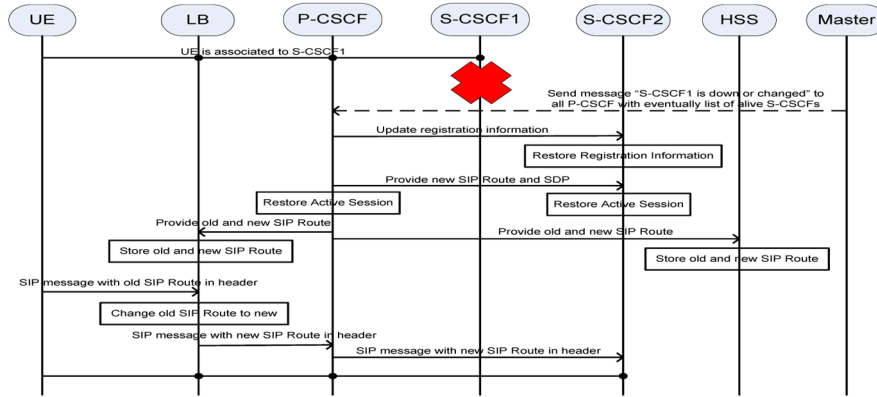 UE LB P-CSCF S-CSCF1 S-CSCF2 HSS Master
UE is associated to S-CSCF1
Send message “S-CSCF1 is down or changed” to
all P-CSCF with eventually list of alive S-CSCFs
Update registration information
Restore Registration Information
Provide new SIP Route and SDP
Restore Active Session
Restore Active Session
Provide old and new SIP Route
Provide old and new SIP Route
Store old and new SIP Route
Store old and new SIP Route
SIP message with old SIP Route in header
Change old SIP Route to new
SIP message with new SIP Route in header
SIP message with new SIP Route in header